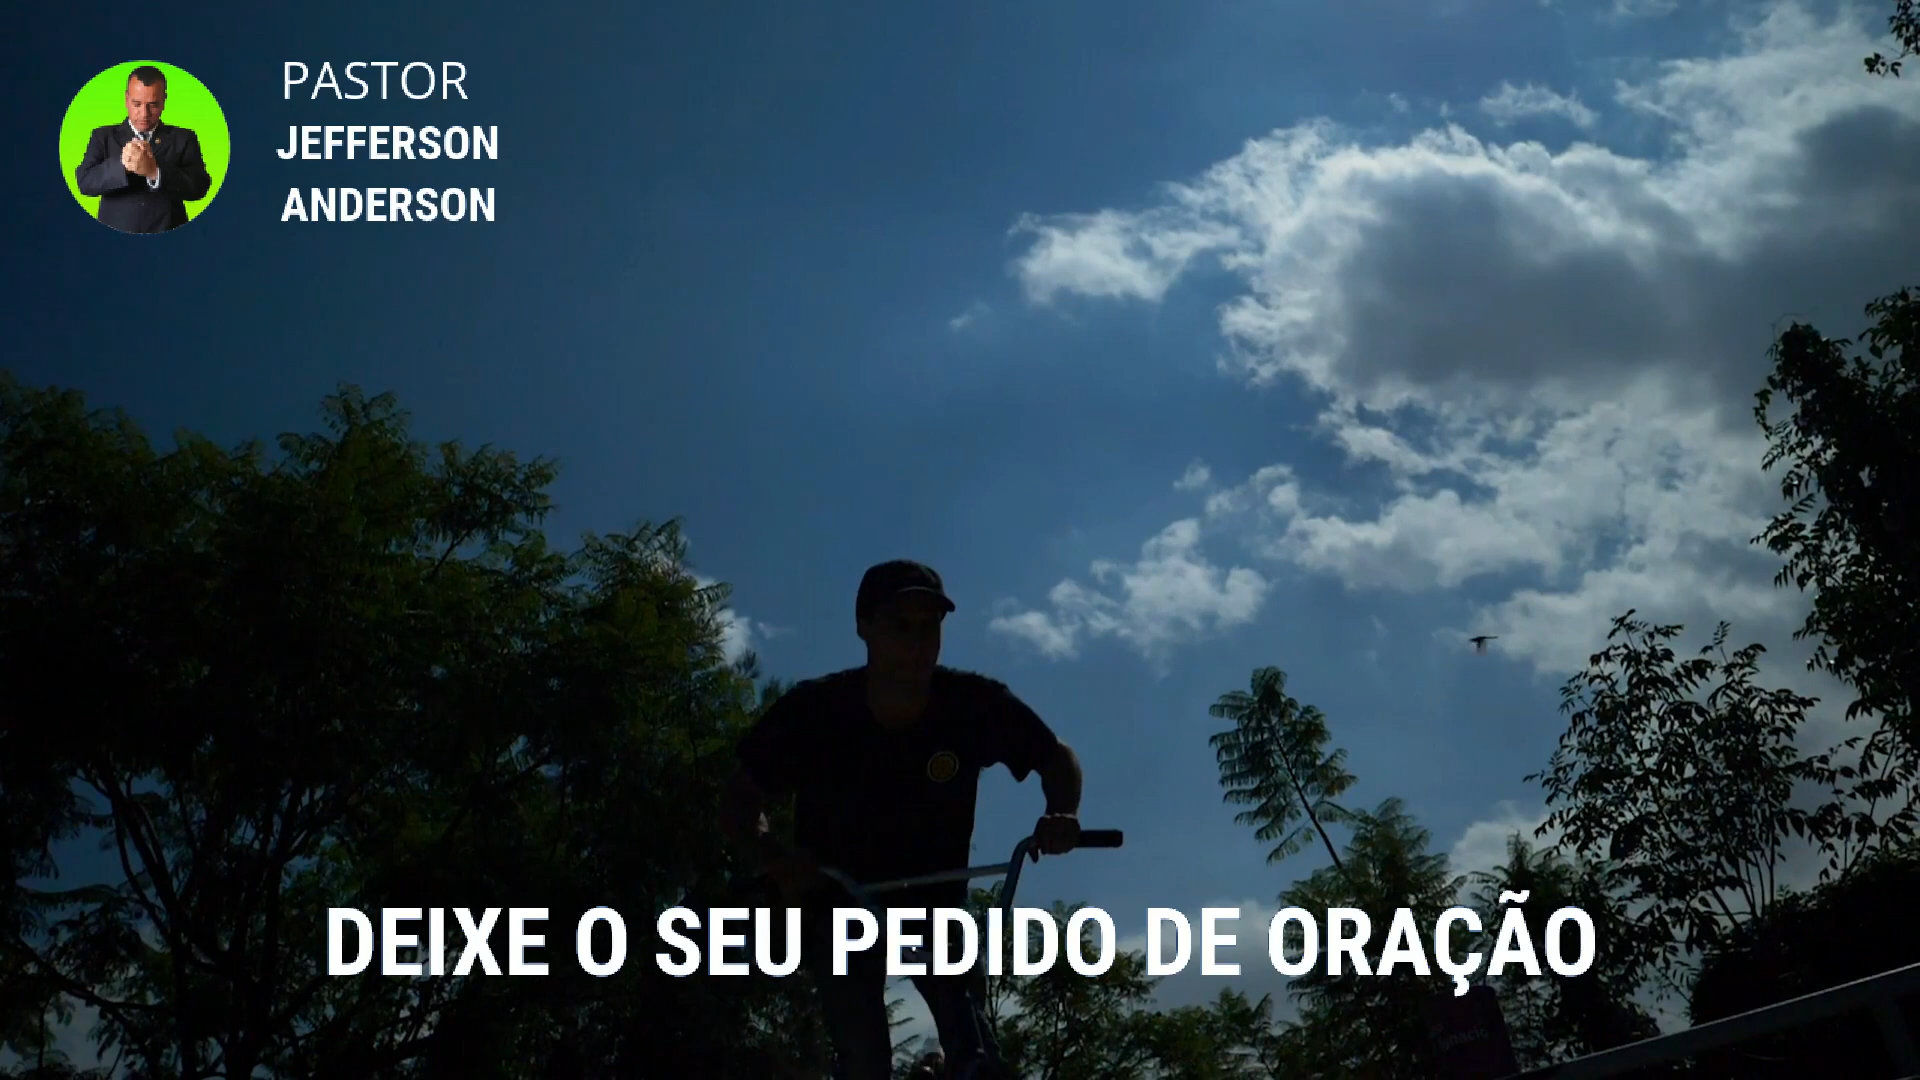 PASTOR
JEFFERSON
ANDERSON
DEIXE O SEU PEDIDO DE ORAÇÃO